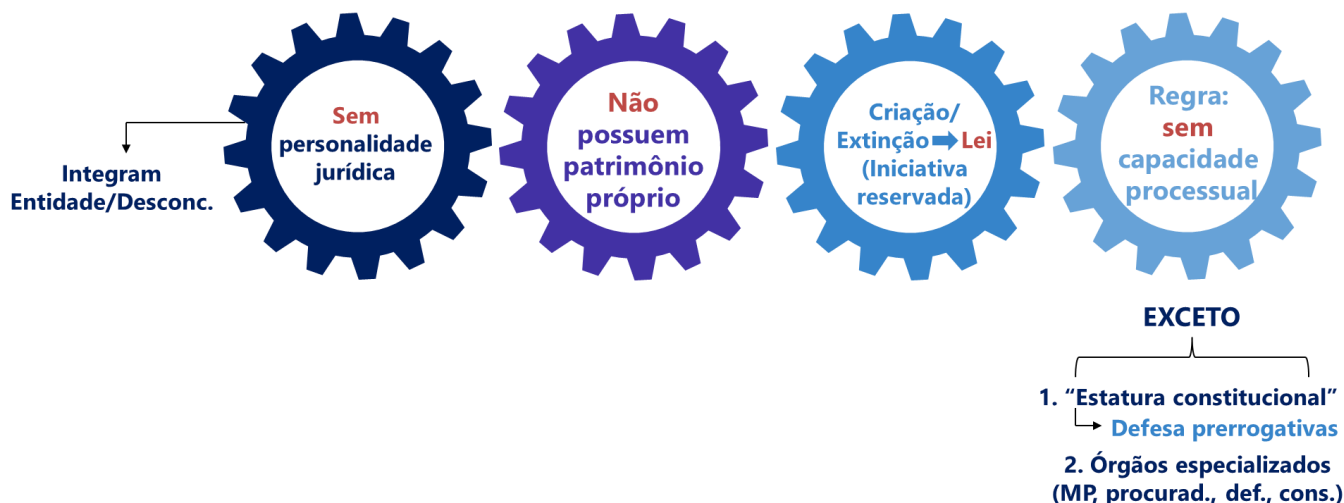 Integram
Entidade/Desconc.
Sem
personalidade
jurídica
Não
possuem
patrimônio
próprio
Criação/
Extinção ➡ Lei
(Iniciativa
reservada)
Regra:
sem
capacidade
processual
EXCETO
1. “Estatura constitucional”
Defesa prerrogativas
2. Órgãos especializados
(MP, procurad., def., cons.)